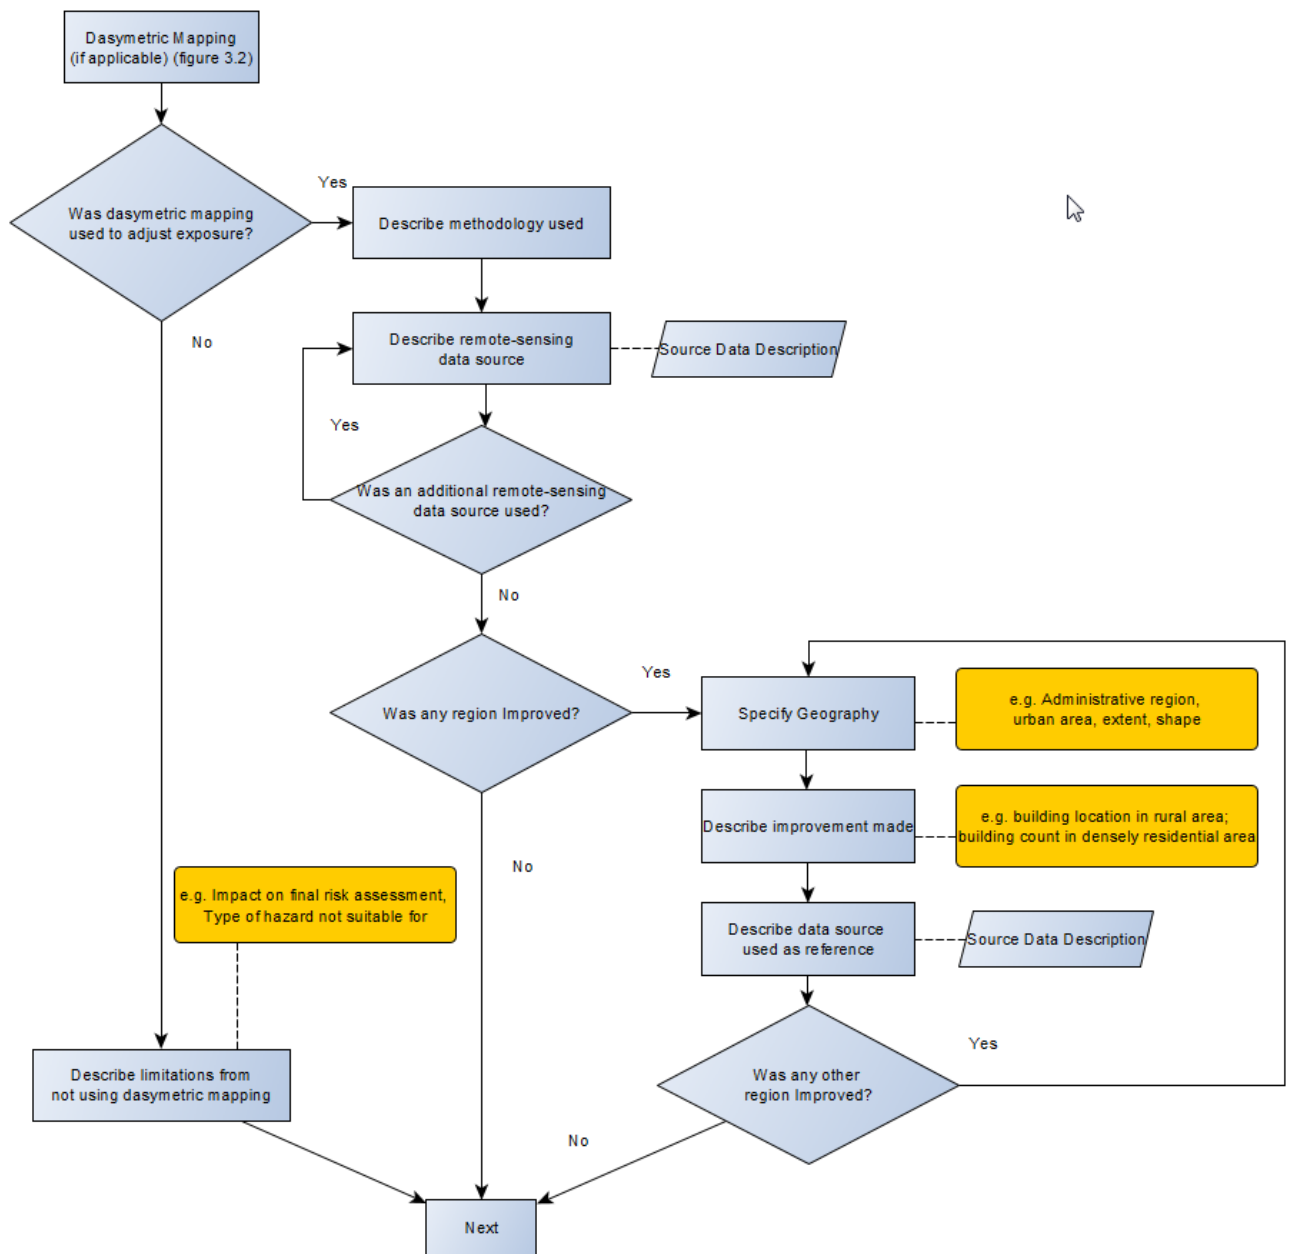 Dasymetric Mapping
(if applicable) (figure 3.2)
Was dasymetric mapping
used to adjust exposure?
Yes
Describe methodology used
No
Describe remote-sensing
data source
Source Data Description
Yes
Was an additional remote-sensing
data source used?
No
Was any region Improved?
Yes
Specify Geography
e.g. Administrative region,
urban area, extent, shape
Describe improvement made
e.g. building location in rural area;
building count in densely residential area
No
e.g. Impact on final risk assessment,
Type of hazard not suitable for
Describe data source
used as reference
Source Data Description
Describe limitations from
not using dasymetric mapping
Was any other
region Improved?
Yes
No
Next